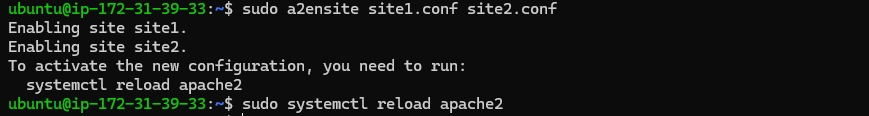 ubuntu@ip-172-31-39-33:~$ sudo a2ensite site1.conf site2.conf
Enabling site site1.
Enabling site site2.
To activate the new configuration, you need to run:
  systemctl reload apache2
ubuntu@ip-172-31-39-33:~$ sudo systemctl reload apache2